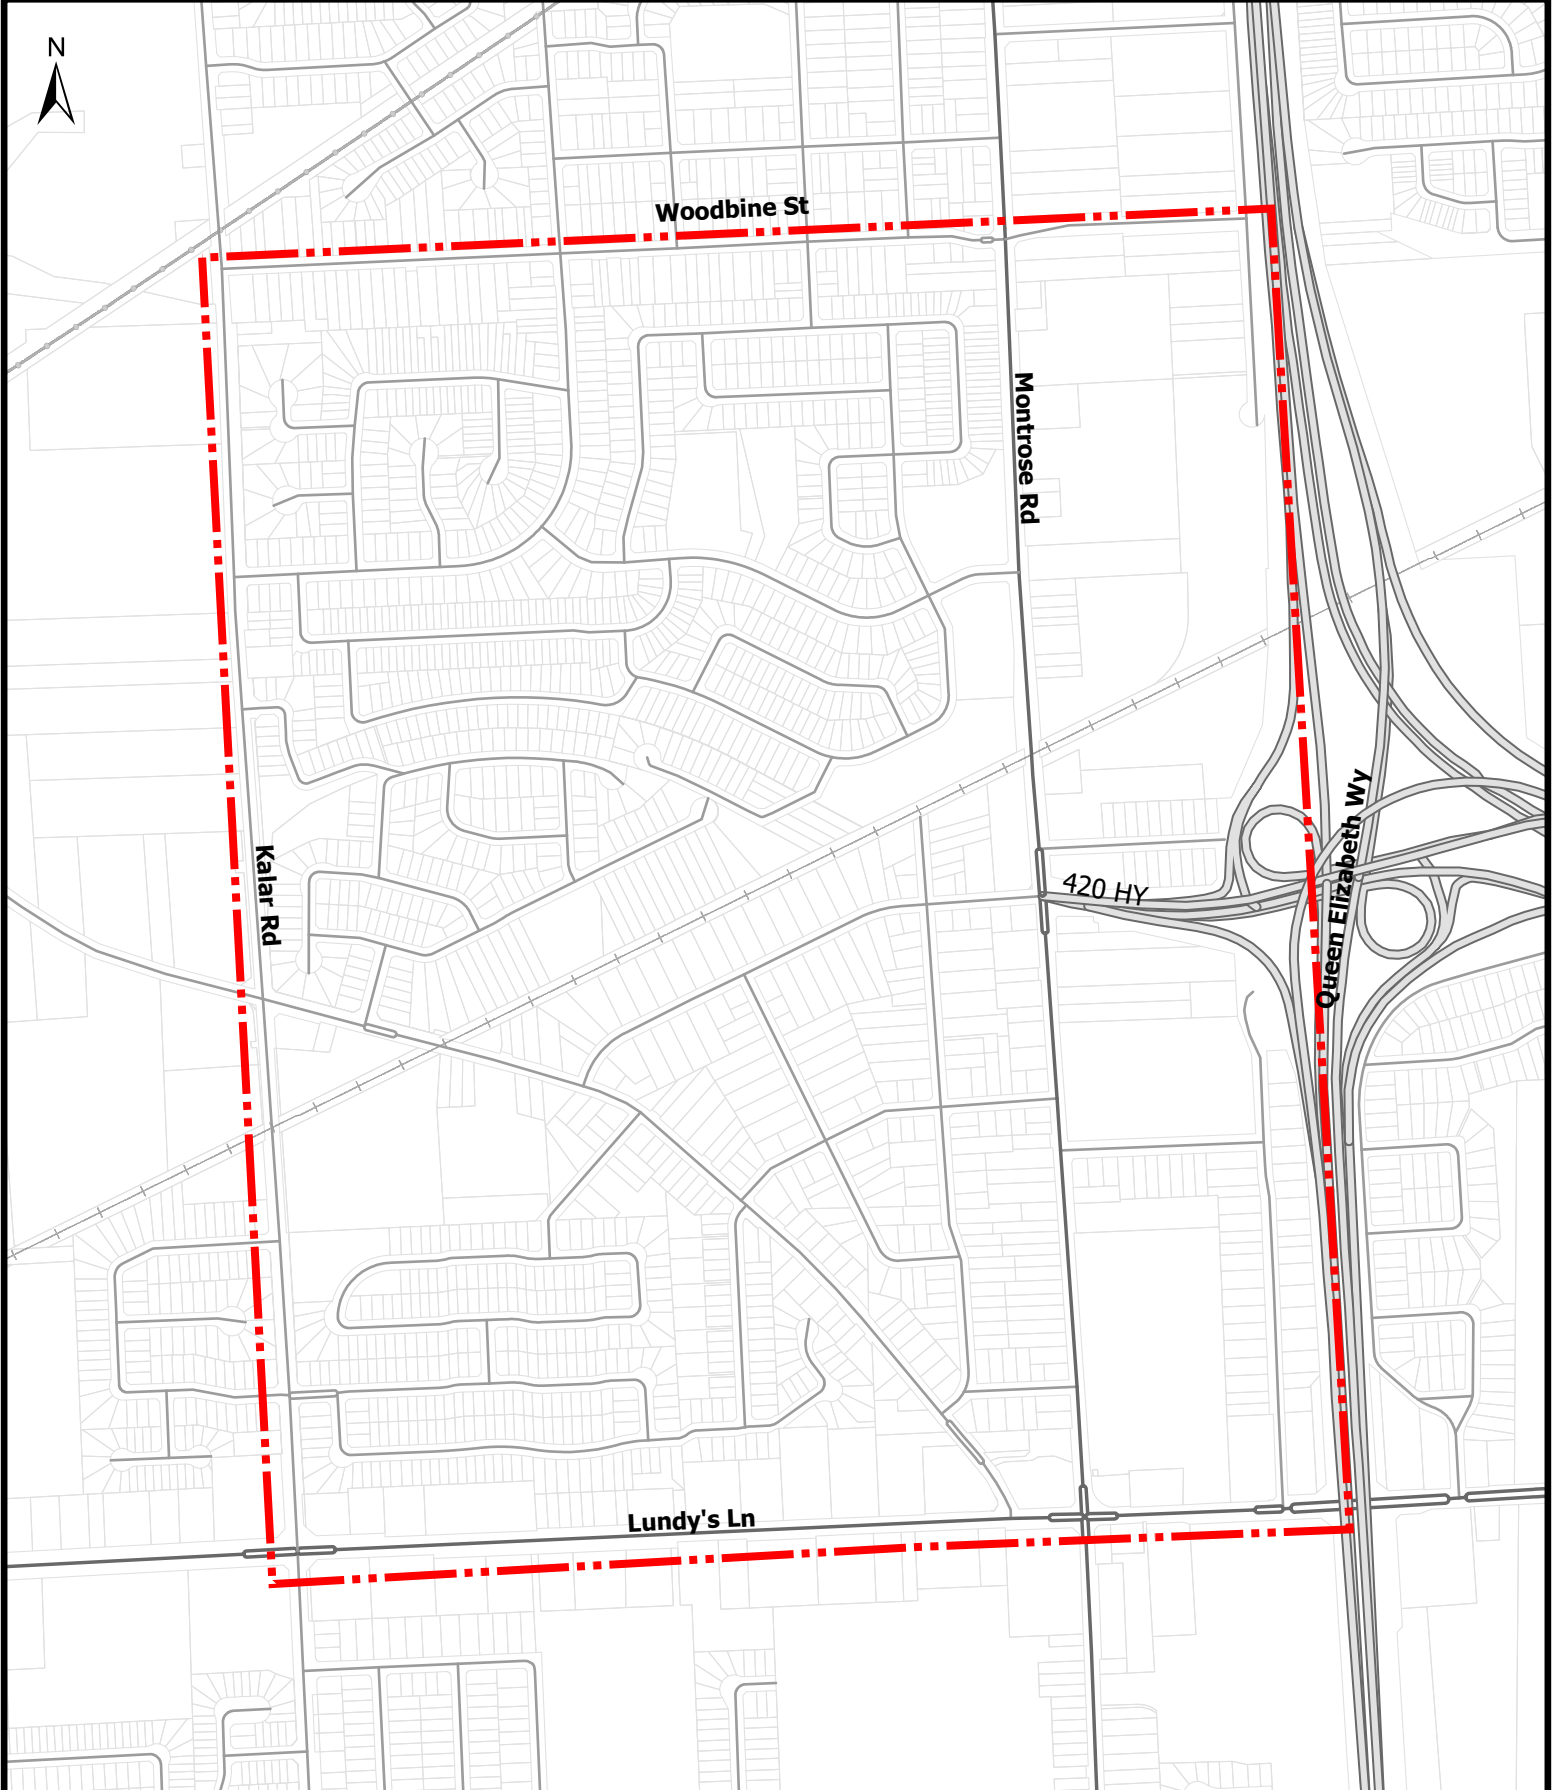 N
Woodbine St
Montrose Rd
Queen Elizabeth Wy
Kalar Rd
420 HY
Lundy's Ln